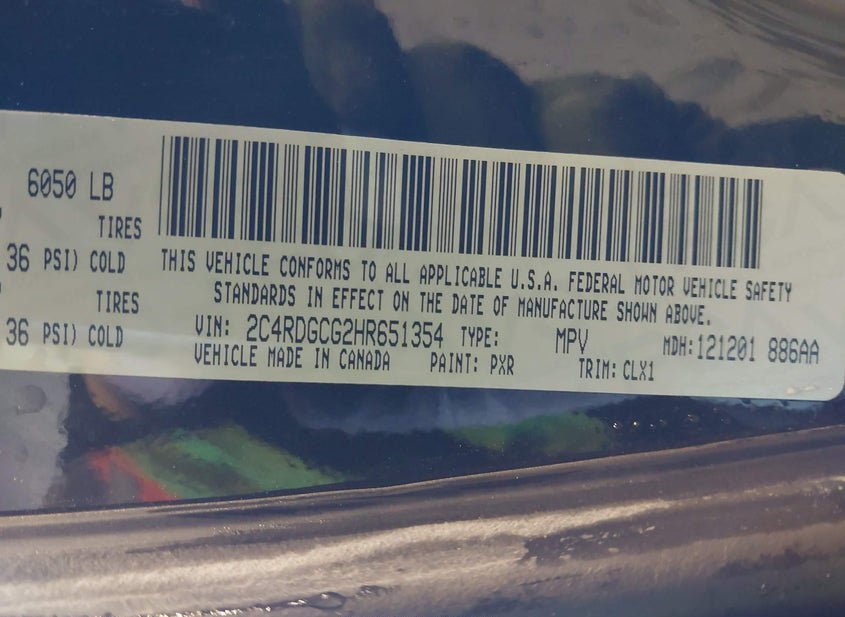 6050 LB
TIRES
36 PSI) COLD
TIRES
36 PSI) COLD
THIS VEHICLE CONFORMS TO ALL APPLICABLE U.S.A. FEDERAL MOTOR VEHICLE SAFETY
STANDARDS IN EFFECT ON THE DATE OF MANUFACTURE SHOWN ABOVE.
VIN: 2C4RDGCG2HR651354 TYPE: MPV MDH:121201 886AA
VEHICLE MADE IN CANADA PAINT: PXR TRIM: CLX1